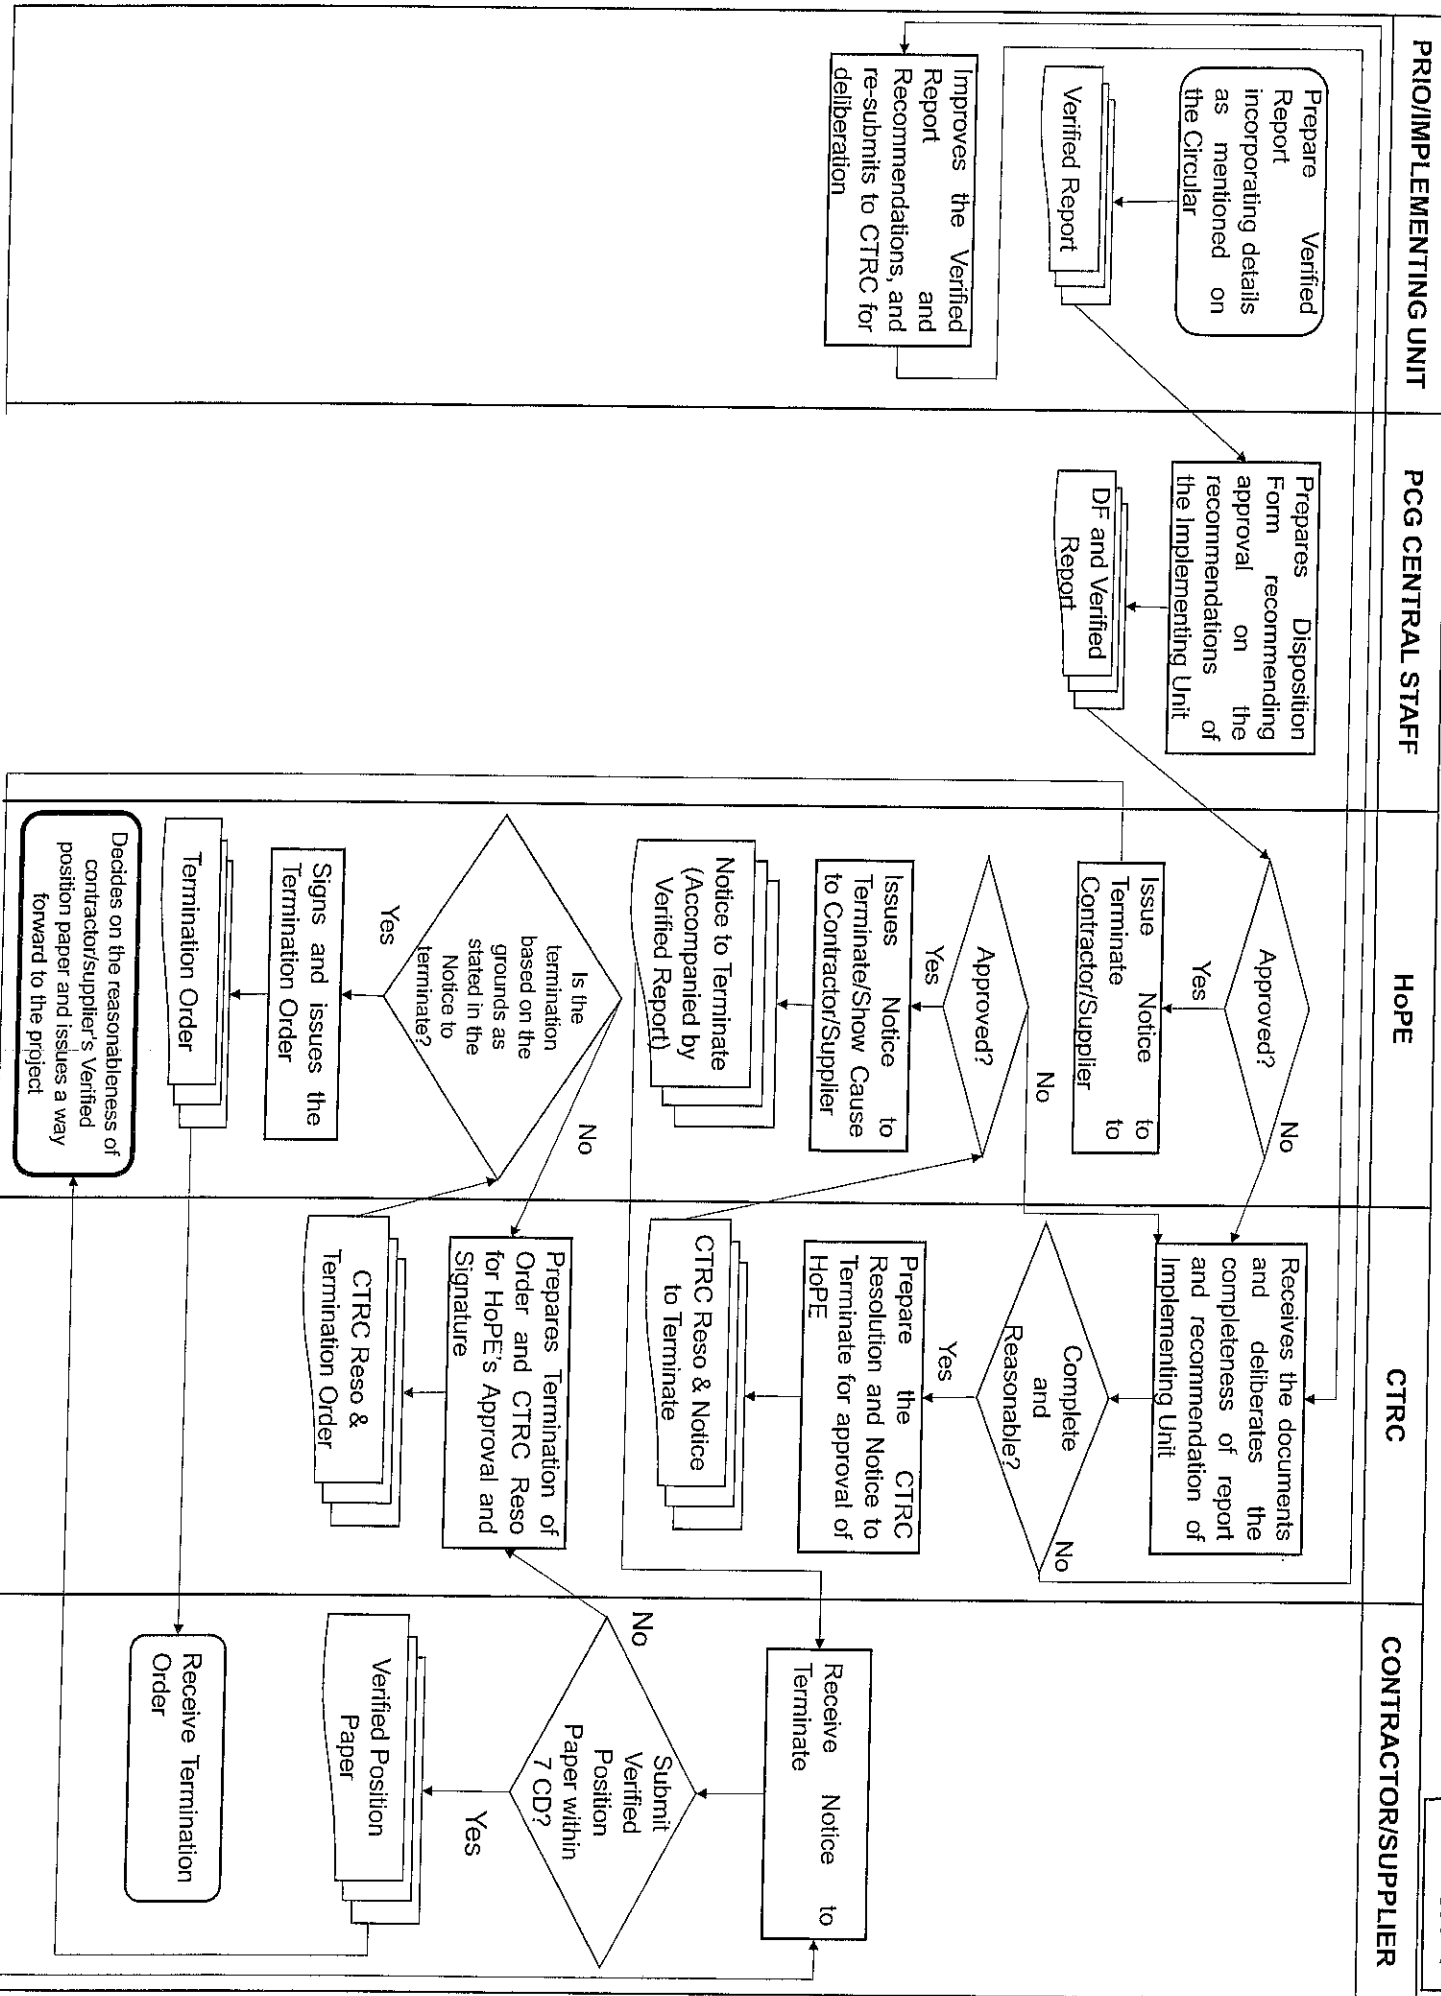 PRIO/IMPLEMENTING UNIT
PCG CENTRAL STAFF
HoPE
CTRC
CONTRACTOR/SUPPLIER
Prepare Verified
Report
incorporating details
as mentioned on
the Circular
Verified Report
Improves the Verified
Report and
Recommendations, and
re-submits to CTRC for
deliberation
Prepares Disposition
Form recommending
approval on the
recommendations of
the Implementing Unit
DF and Verified
Report
Approved?
No
Yes
Issue Notice to
Terminate to
Contractor/Supplier
Approved?
No
Yes
Issues Notice to
Terminate/Show Cause
to Contractor/Supplier
Notice to Terminate
(Accompanied by
Verified Report)
Is the
termination
based on the
grounds as
stated in the
Notice to
terminate?
No
Yes
Signs and issues the
Termination Order
Termination Order
Decides on the reasonableness of
contractor/supplier's Verified
position paper and issues a way
forward to the project
Receives the documents
and deliberates the
completeness of report
and recommendation of
Implementing Unit
Complete
and
Reasonable?
No
Yes
Prepare the CTRC
Resolution and Notice to
Terminate for approval of
HoPE
CTRC Reso & Notice
to Terminate
Prepares Termination of
Order and CTRC Reso
for HoPE's Approval and
Signature
CTRC Reso &
Termination Order
Receive Notice to
Terminate
Submit
Verified
Position
Paper within
7 CD?
No
Yes
Verified Position
Paper
Receive Termination
Order